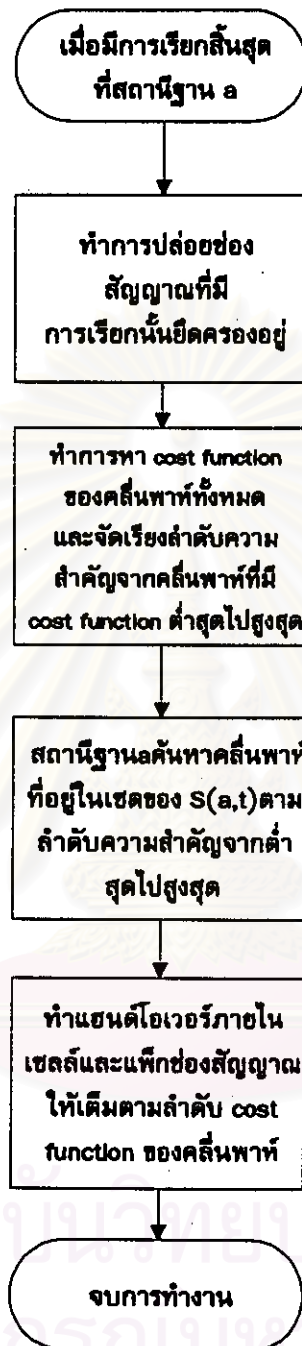 เมื่อมีการเรียกสิ้นสุด
ที่สถานีฐาน a
ทำการปล่อยช่อง
สัญญาณที่มี
การเรียกนั้นยึดครองอยู่
ทำการหา cost function
ของคลื่นพาห์ทั้งหมด
และจัดเรียงลำดับความ
สำคัญจากคลื่นพาห์ที่มี
cost function ต่ำสุดไปสูงสุด
สถานีฐานaค้นหาคลื่นพาห์
ที่อยู่ในเซตของ S(a,t)ตาม
ลำดับความสำคัญจากต่ำ
สุดไปสูงสุด
ทำแฮนด์โอเวอร์ภายใน
เซลล์และแพ็กช่องสัญญาณ
ให้เต็มตามลำดับ cost
function ของคลื่นพาห์
จบการทำงาน